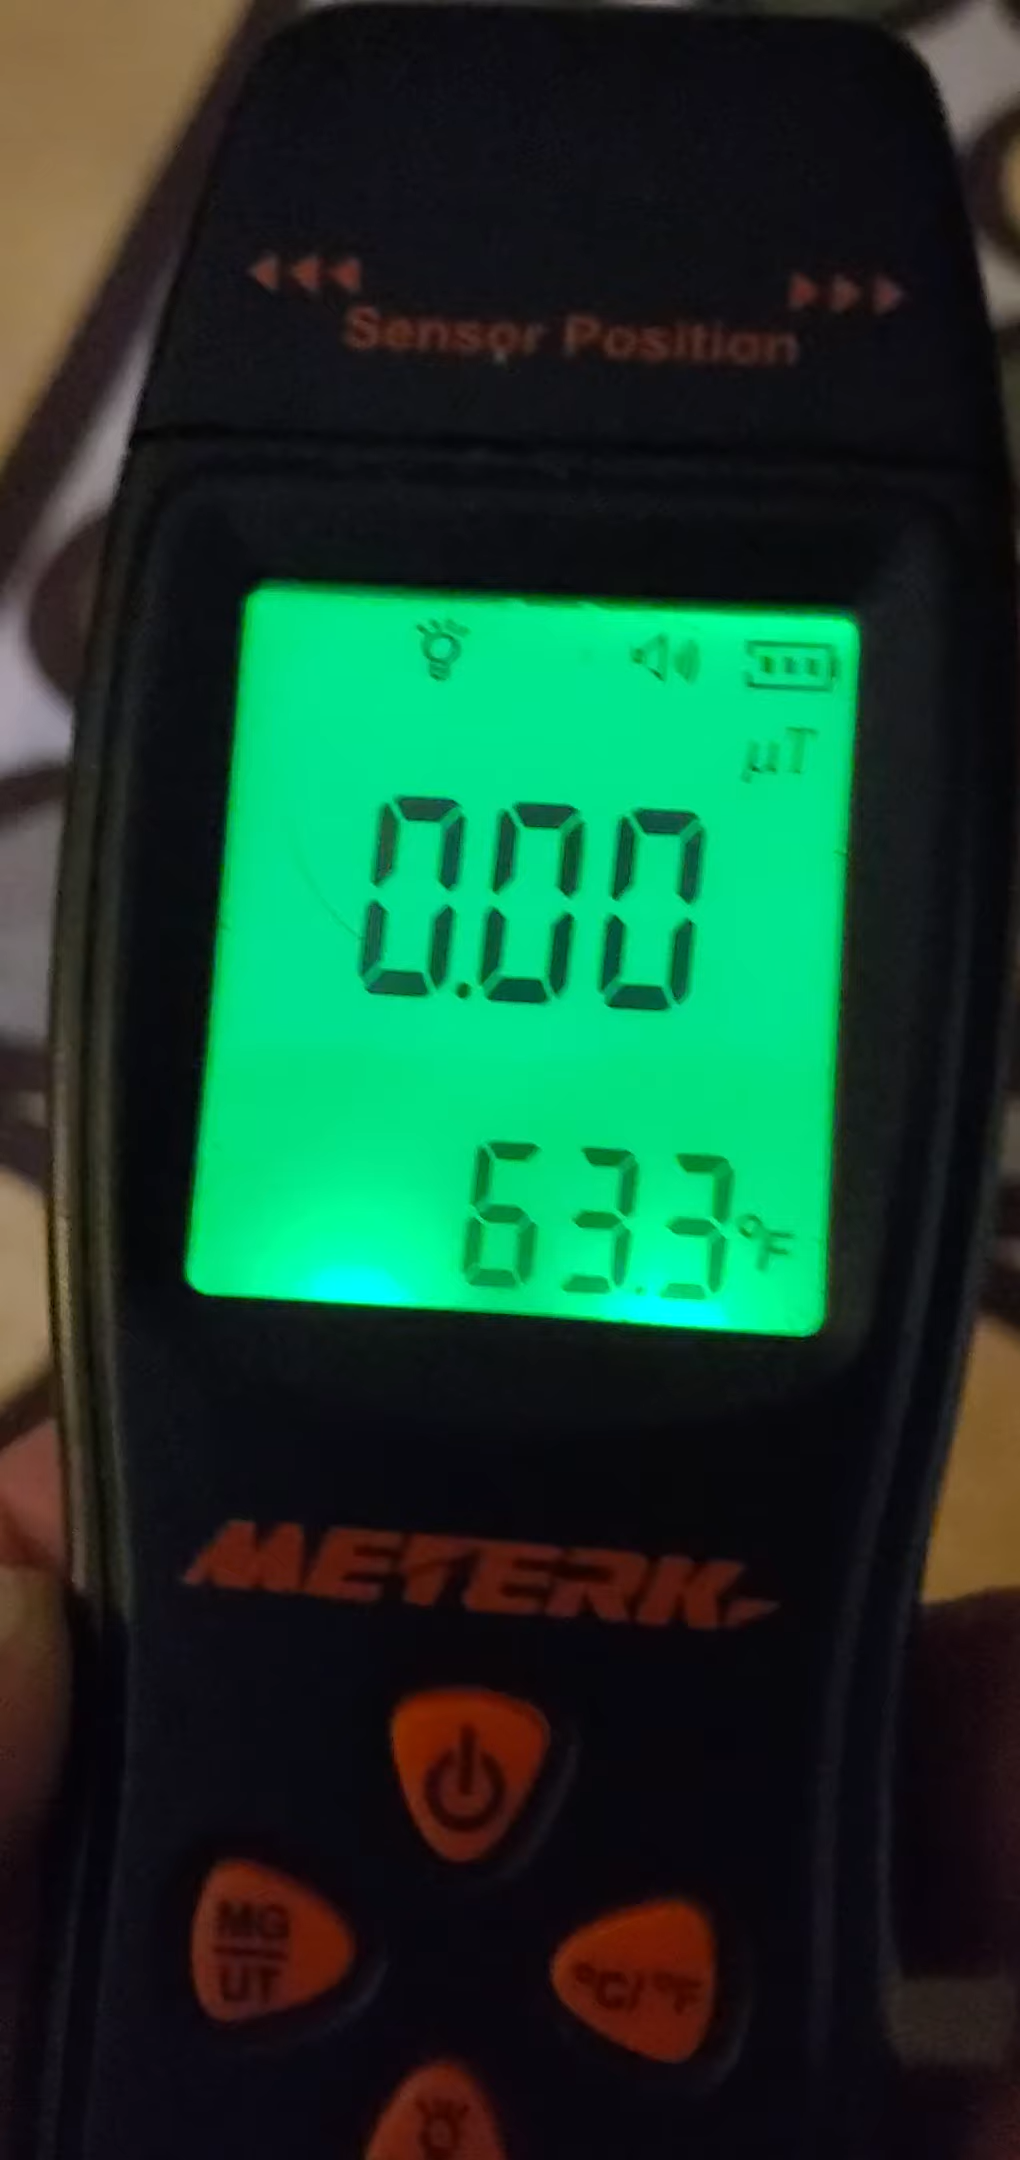 Sensor Position
µT
0.00
63.3°F
METERK
MG
UT
°C/°F